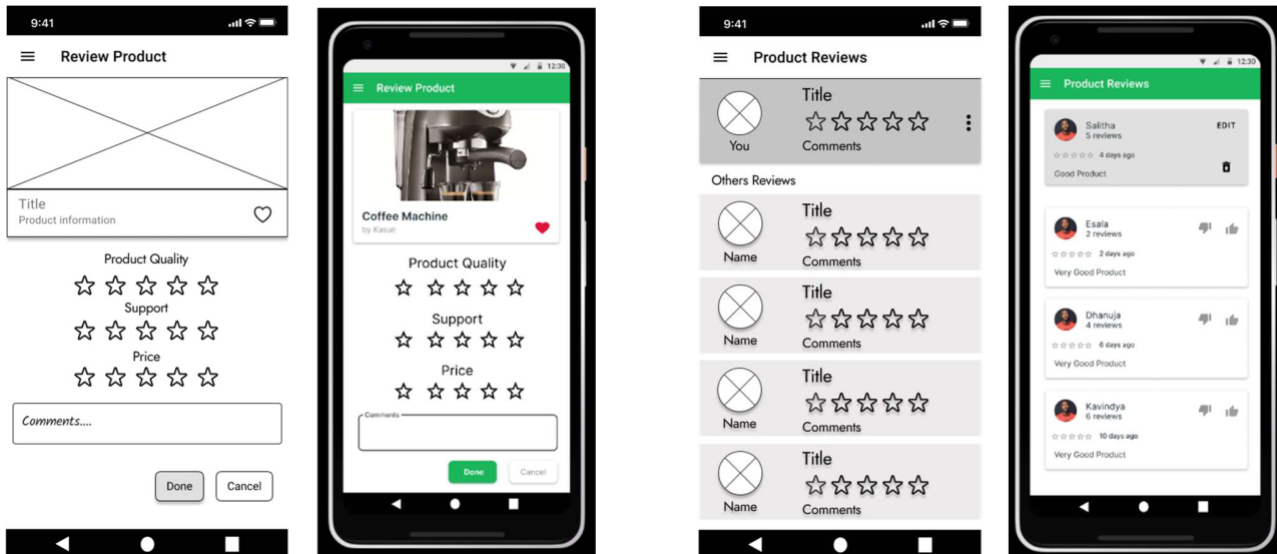 9:41
Review Product
Title
Product information
Product Quality
Support
Price
Comments....
Done
Cancel
12:30
Review Product
Coffee Machine
by Kasun
Product Quality
Support
Price
Comments
Done
Cancel
9:41
Product Reviews
Title
You
Comments
Others Reviews
Title
Name
Comments
Title
Name
Comments
Title
Name
Comments
Title
Name
Comments
12:30
Product Reviews
Salitha
EDIT
5 reviews
4 days ago
Good Product
Esala
2 reviews
2 days ago
Very Good Product
Dhanuja
4 reviews
6 days ago
Very Good Product
Kavindya
6 reviews
10 days ago
Very Good Product